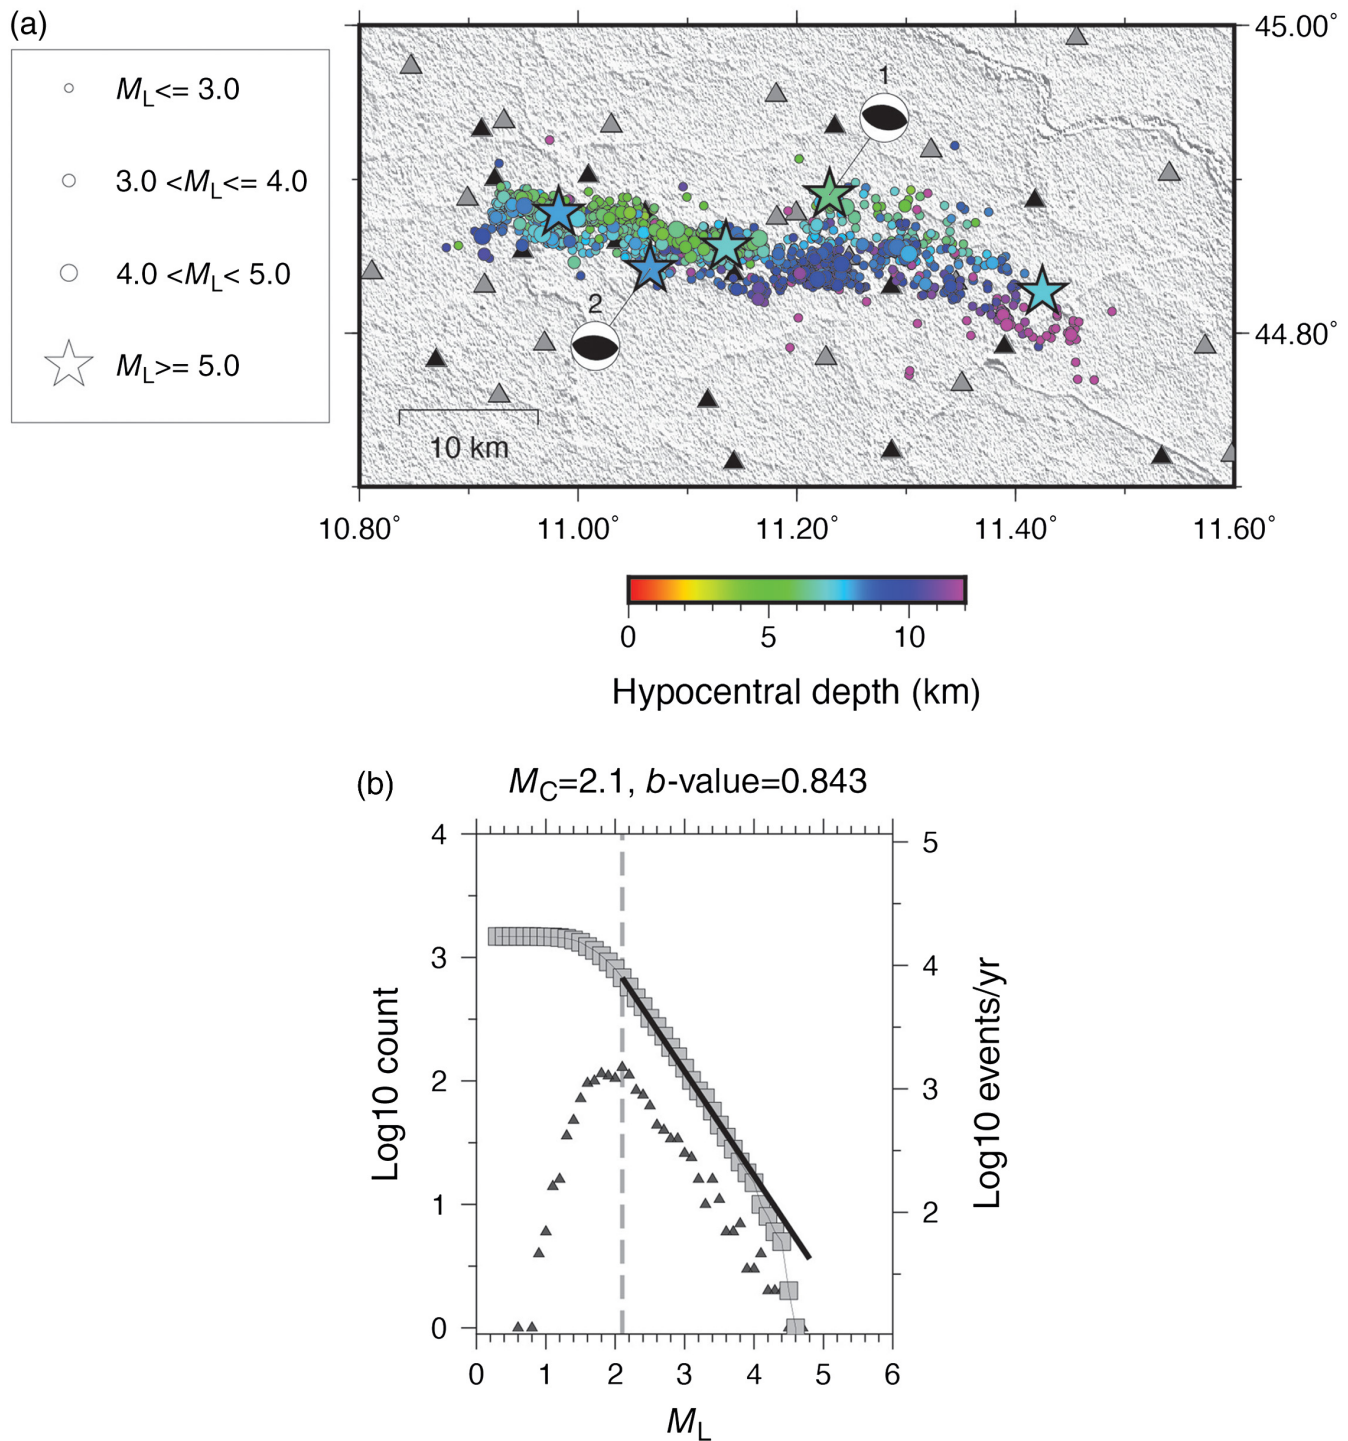 (a)
M_L<= 3.0
3.0 <M_L<= 4.0
4.0 <M_L< 5.0
M_L>= 5.0
1
2
10 km
45.00°
44.80°
10.80° 11.00° 11.20° 11.40° 11.60°
0 5 10
Hypocentral depth (km)
(b)
M_C=2.1, b-value=0.843
4
3
2
1
0
Log10 count
5
4
3
2
Log10 events/yr
0 1 2 3 4 5 6
M_L